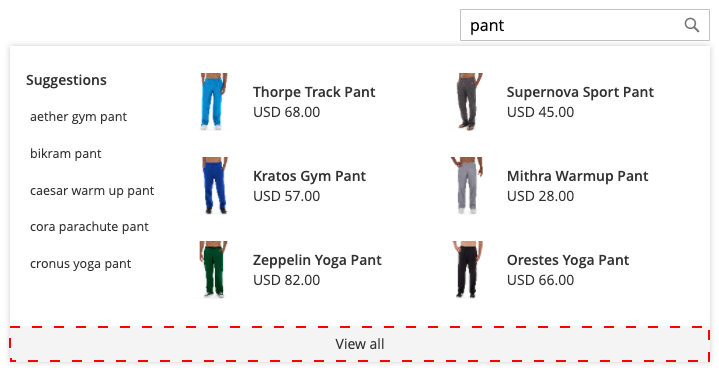 pant
Suggestions
aether gym pant
bikram pant
caesar warm up pant
cora parachute pant
cronus yoga pant
Thorpe Track Pant
USD 68.00
Supernova Sport Pant
USD 45.00
Kratos Gym Pant
USD 57.00
Mithra Warmup Pant
USD 28.00
Zeppelin Yoga Pant
USD 82.00
Orestes Yoga Pant
USD 66.00
View all